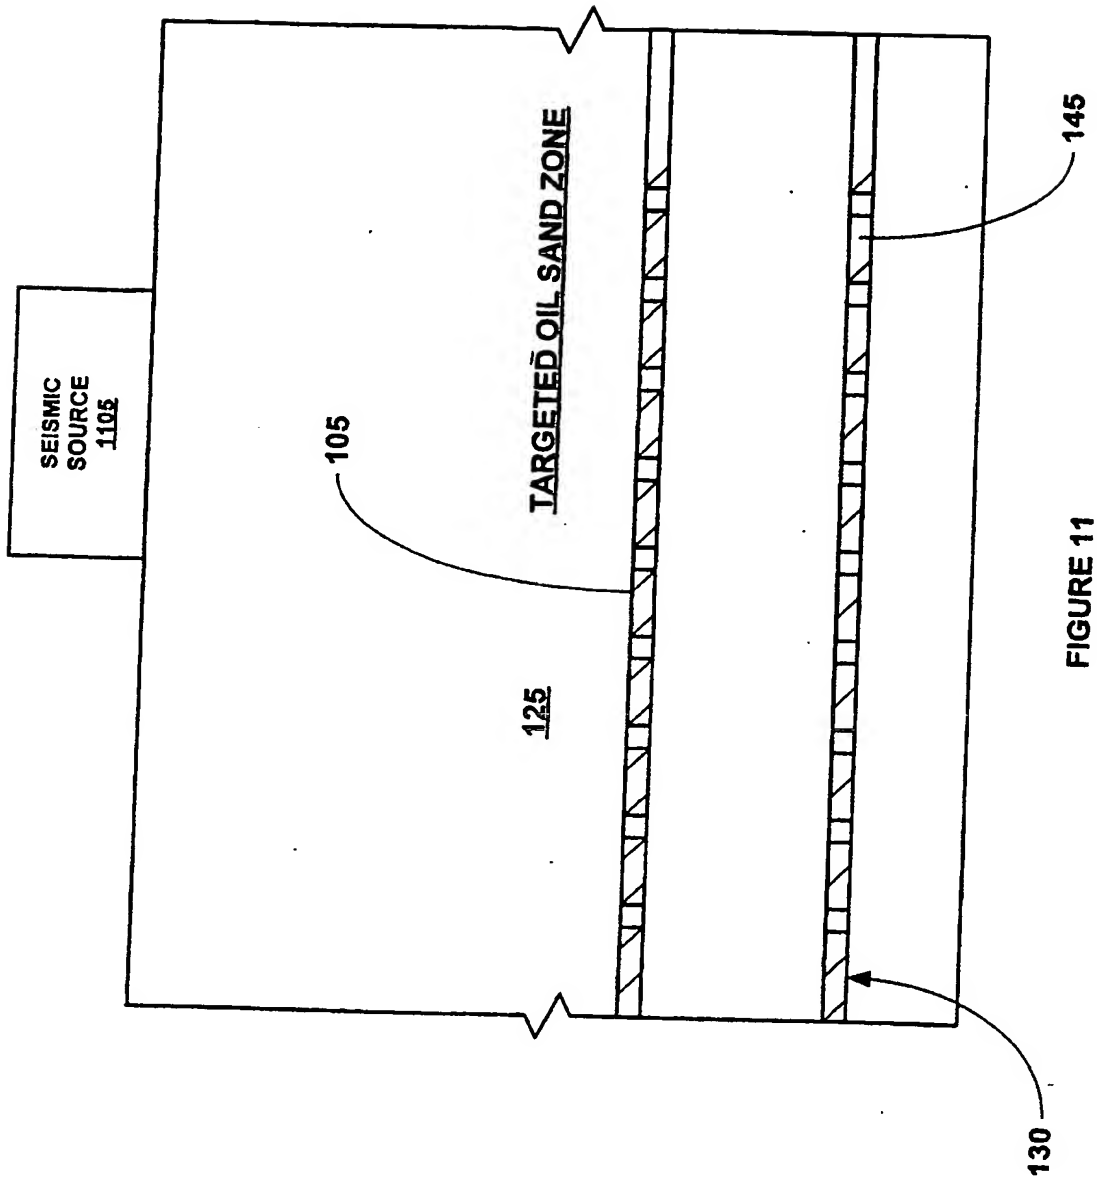 SEISMIC
SOURCE
1105
105
TARGETED OIL SAND ZONE
125
145
130
FIGURE 11